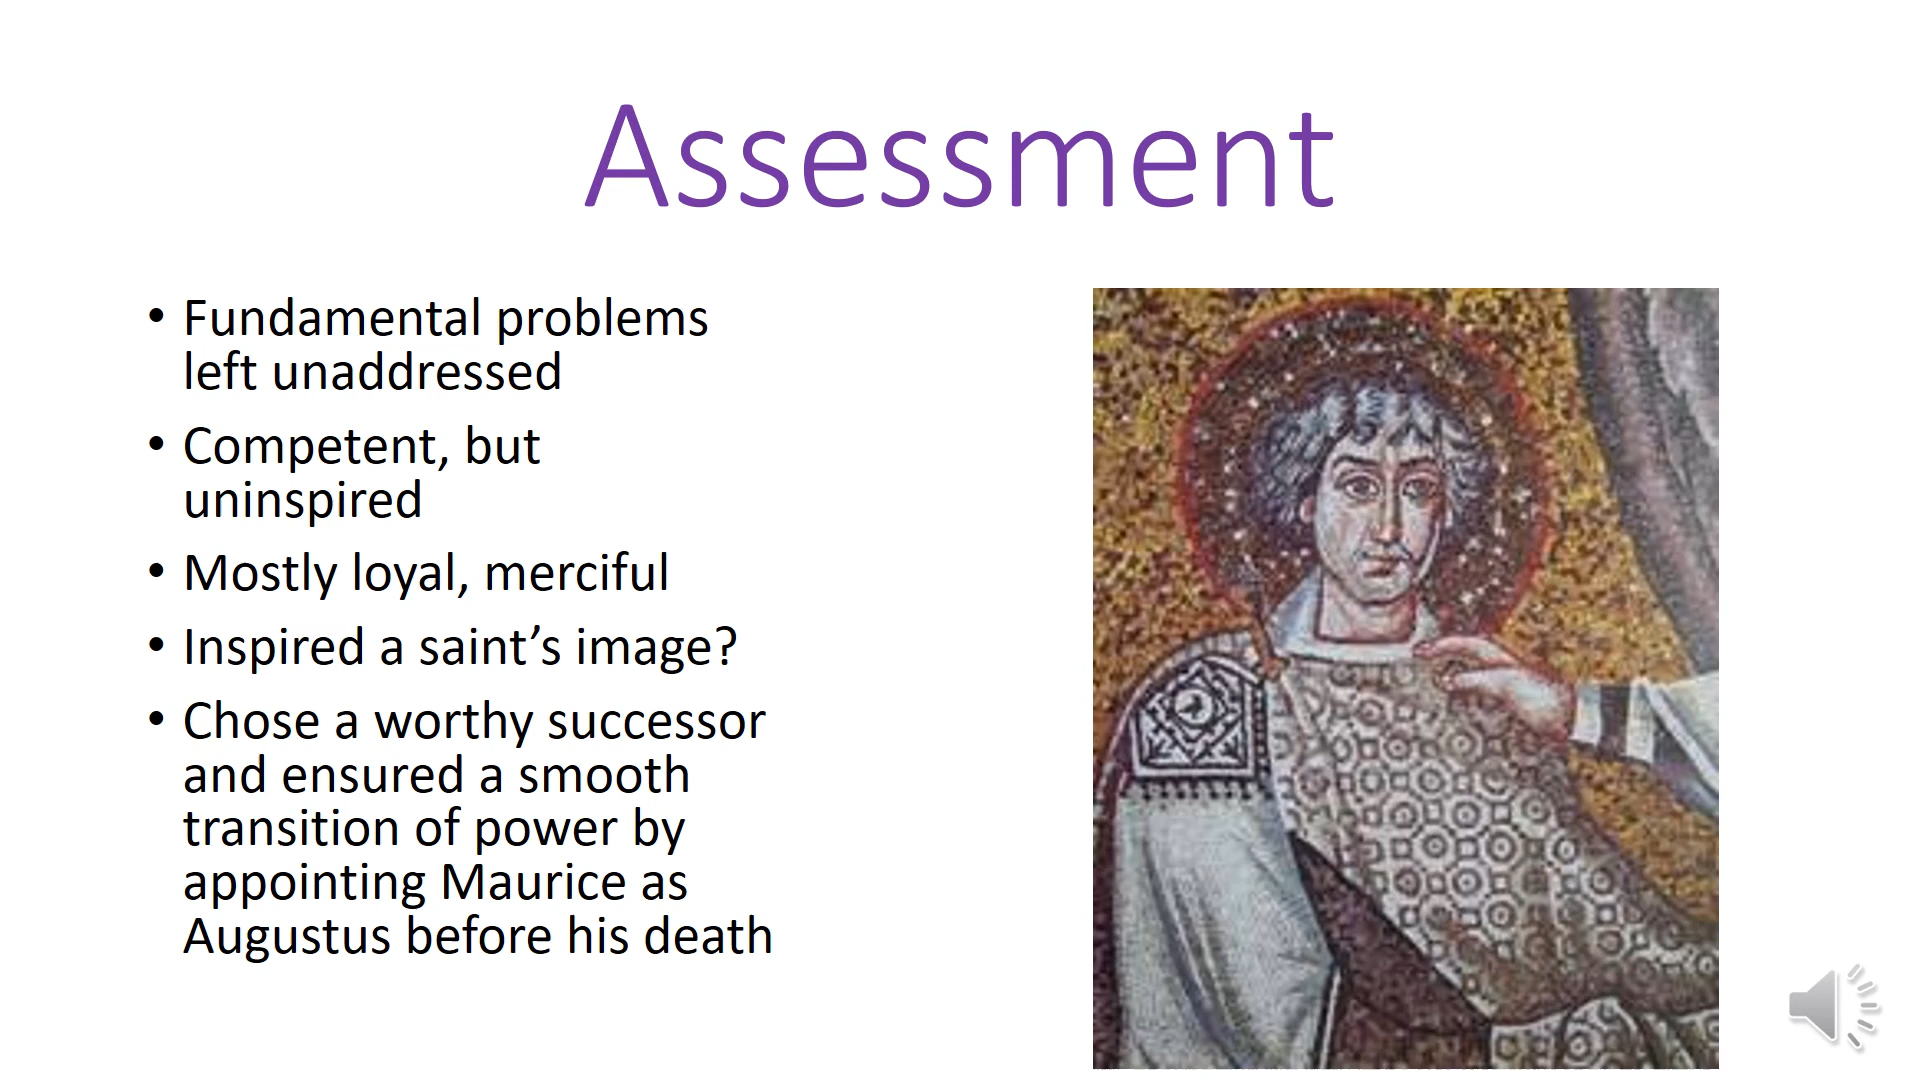 Assessment
• Fundamental problems
left unaddressed
• Competent, but
uninspired
• Mostly loyal, merciful
• Inspired a saint’s image?
• Chose a worthy successor
and ensured a smooth
transition of power by
appointing Maurice as
Augustus before his death